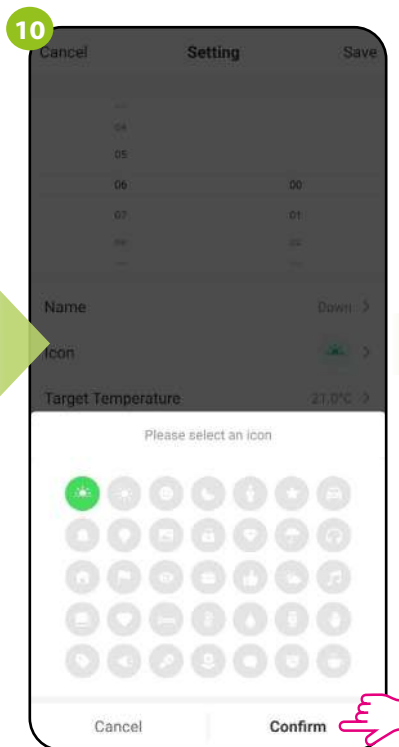 10
Cancel Setting Save
04
05
06 00
07 01
Name Dawn
Icon
Target Temperature 21.0°C
Please select an icon
Cancel Confirm